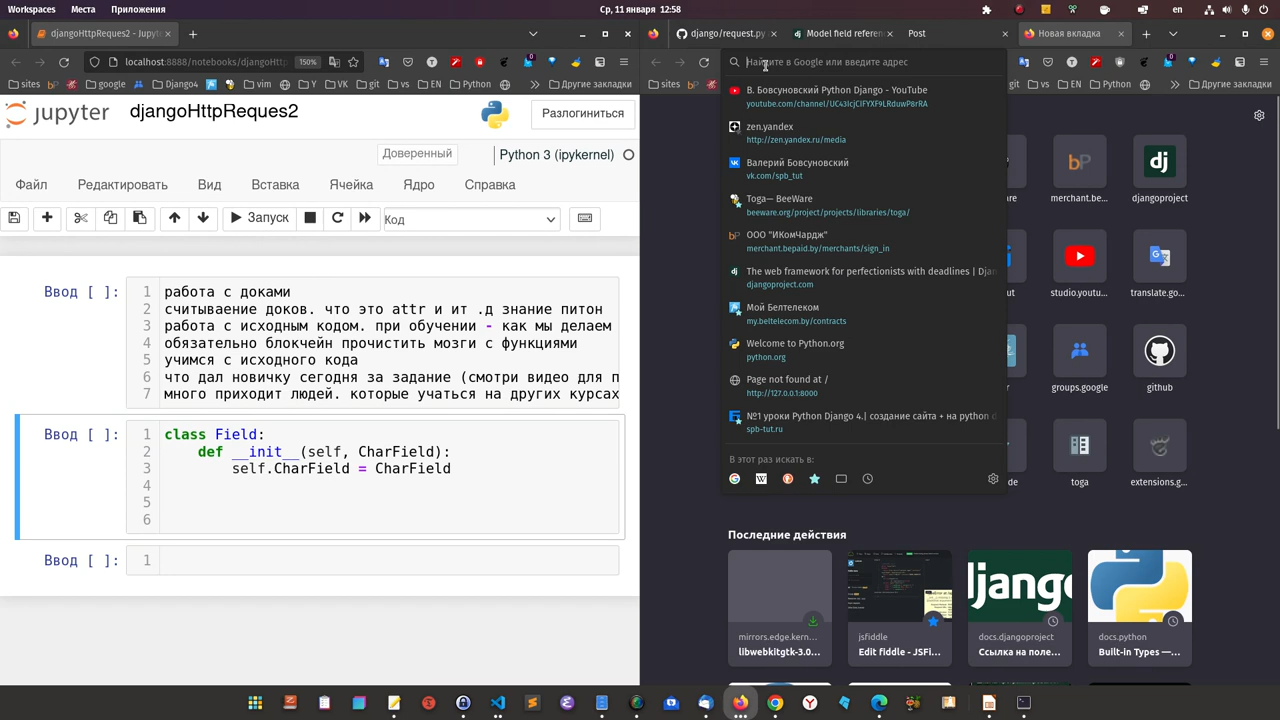 Workspaces Места Приложения Ср, 11 января 12:58 en
djangoHttpReques2 - Jupyt
django/request.py
Model field referen
Post
Новая вкладка
localhost:8888/notebooks/djangoHtt
150%
Найдите в Google или введите адрес
sites google vim sites Другие закладки
sites Другие закладки
jupyter djangoHttpReques2
Разлогиниться
Доверенный Python 3 (ipykernel)
Файл Редактировать Вид Вставка Ячейка Ядро Справка
Запуск Код
Ввод [ ]:
1 работа с доками
2 считываение доков. что это attr и ит .д знание питон
3 работа с исходным кодом. при обучении - как мы делаем
4 обязательно блокчейн прочистить мозги с функциями
5 учимся с исходного кода
6 что дал новичку сегодня за задание (смотри видео для п
7 много приходит людей. которые учаться на других курсах
Ввод [ ]:
1 class Field:
2 def __init__(self, CharField):
3 self.CharField = CharField
4
5
6
Ввод [ ]: 1
В. Бовсуновский Python Django - YouTube
youtube.com/channel/UC43IcjCIFYXF9LRduwP8rRA
zen.yandex
http://zen.yandex.ru/media
Валерий Бовсуновский
vk.com/spb_tut
Toga— BeeWare
beeware.org/project/projects/libraries/toga/
ООО "ИКомЧардж"
merchant.bepaid.by/merchants/sign_in
The web framework for perfectionists with deadlines | Djan
djangoproject.com
Мой Белтелеком
my.beltelecom.by/contracts
Welcome to Python.org
python.org
Page not found at /
http://127.0.0.1:8000
№1 уроки Python Django 4.| создание сайта + на python d
spb-tut.ru
В этот раз искать в:
bP dj
merchant.be... djangoproject
studio.youtu... translate.go...
groups.google github
toga extensions.g...
Последние действия
mirrors.edge.kern...
libwebkitgtk-3.0...
jsfiddle
Edit fiddle - JSFi...
django
docs.djangoproject
Ссылка на поле...
docs.python
Built-in Types —...